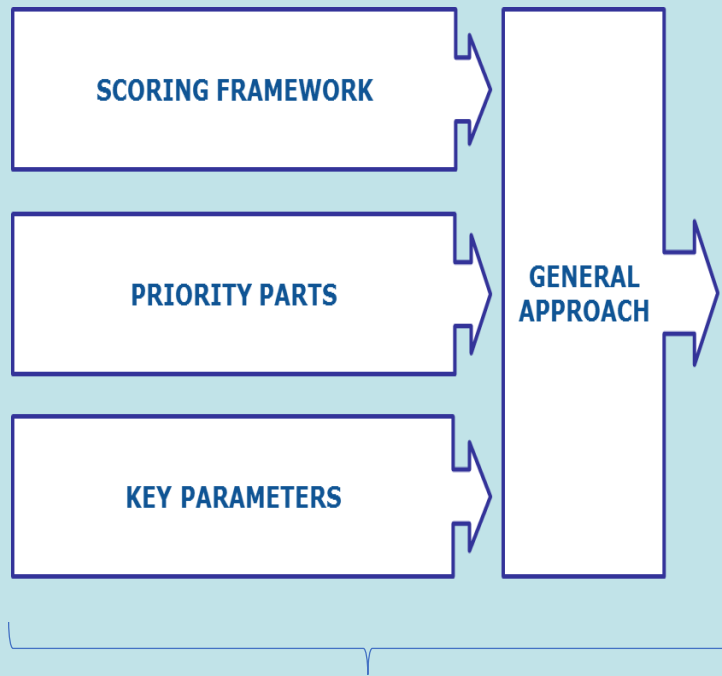 SCORING FRAMEWORK
PRIORITY PARTS
GENERAL
APPROACH
KEY PARAMETERS